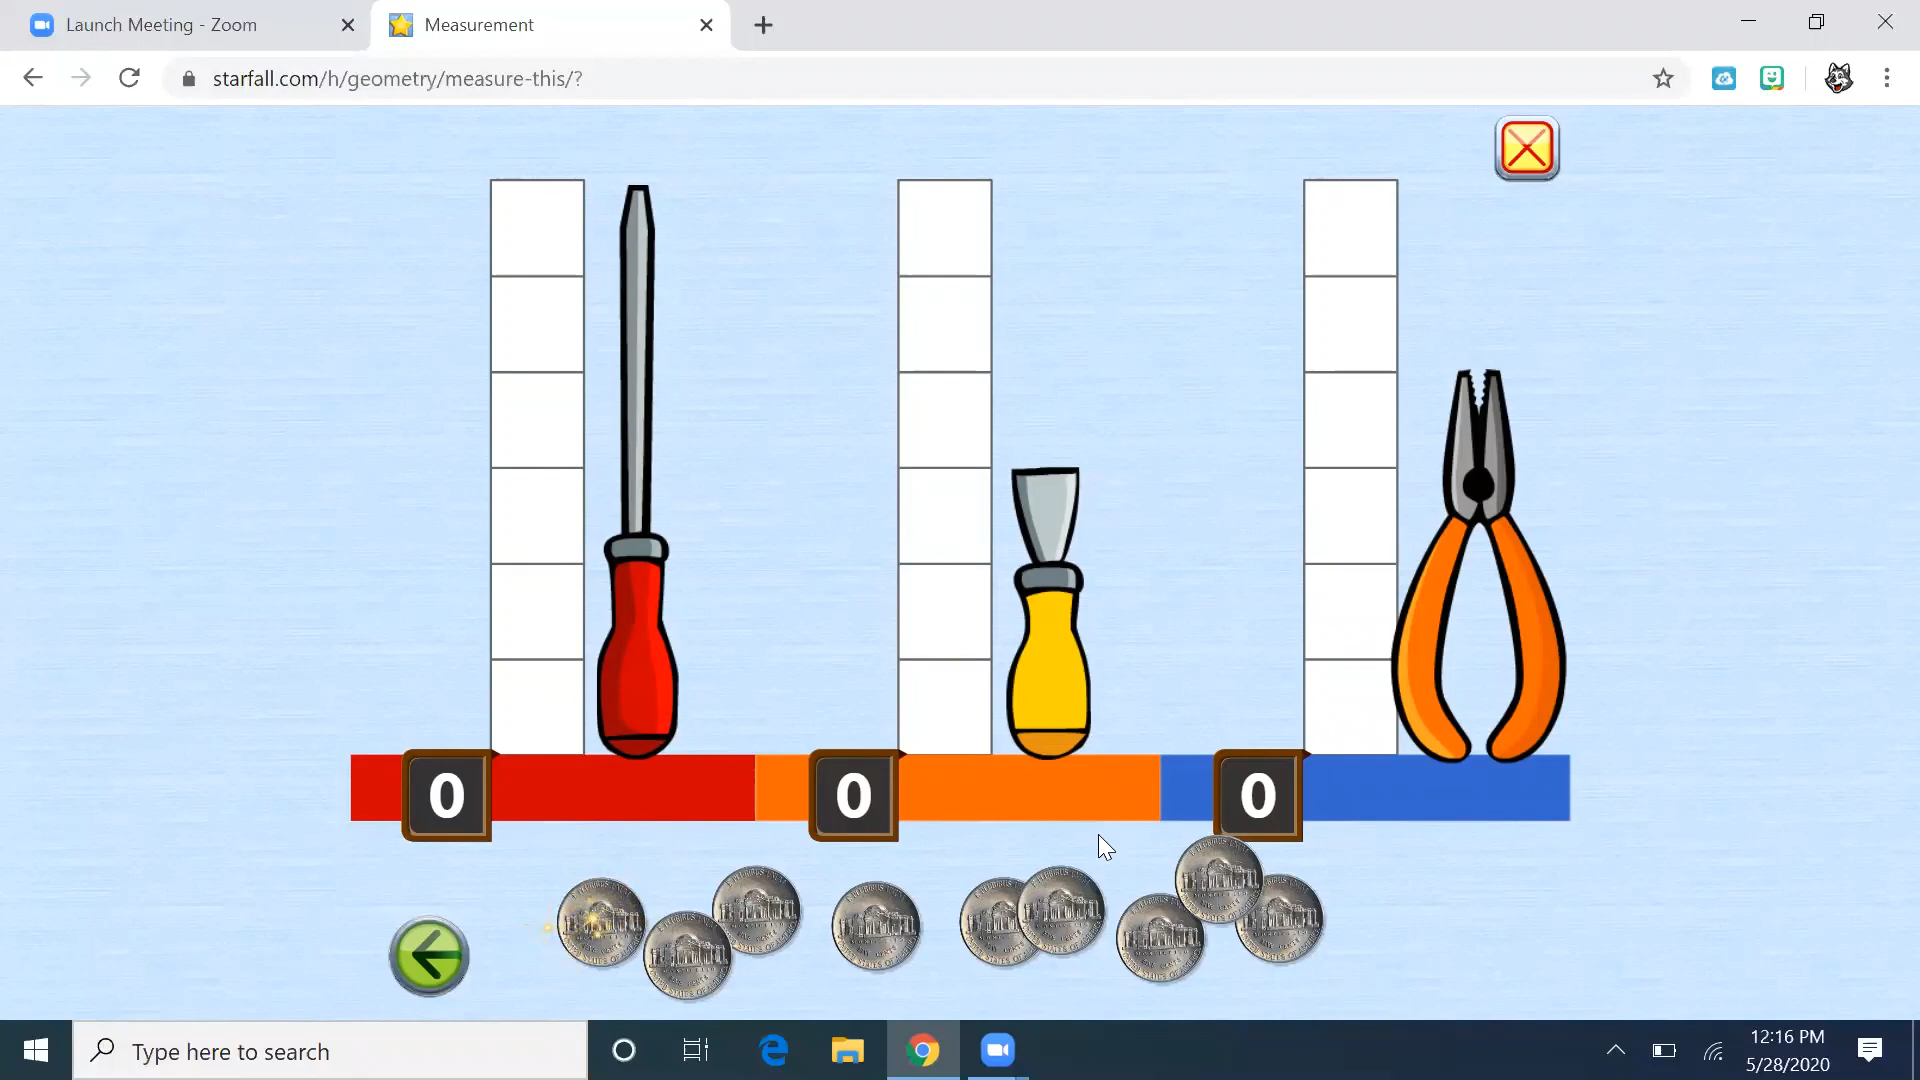 Launch Meeting - Zoom
Measurement
starfall.com/h/geometry/measure-this/?
0
0
0
Type here to search
12:16 PM
5/28/2020